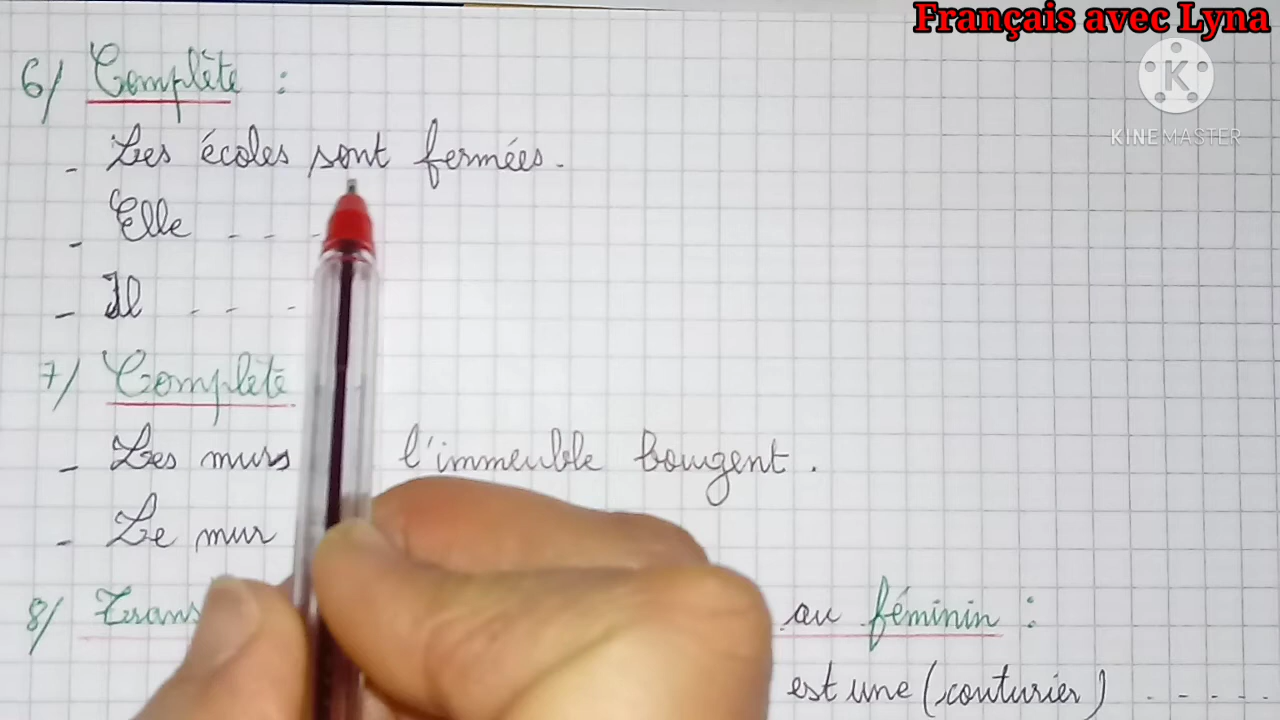 Français avec Lyna
KINEMASTER
6/ Complète :
- Les écoles sont fermées.
- Elle - - -
- Il - - -
7/ Complète
- Les murs l'immeuble bougent.
- Le mur
8/ au féminin :
est une (couturier) - - - - -